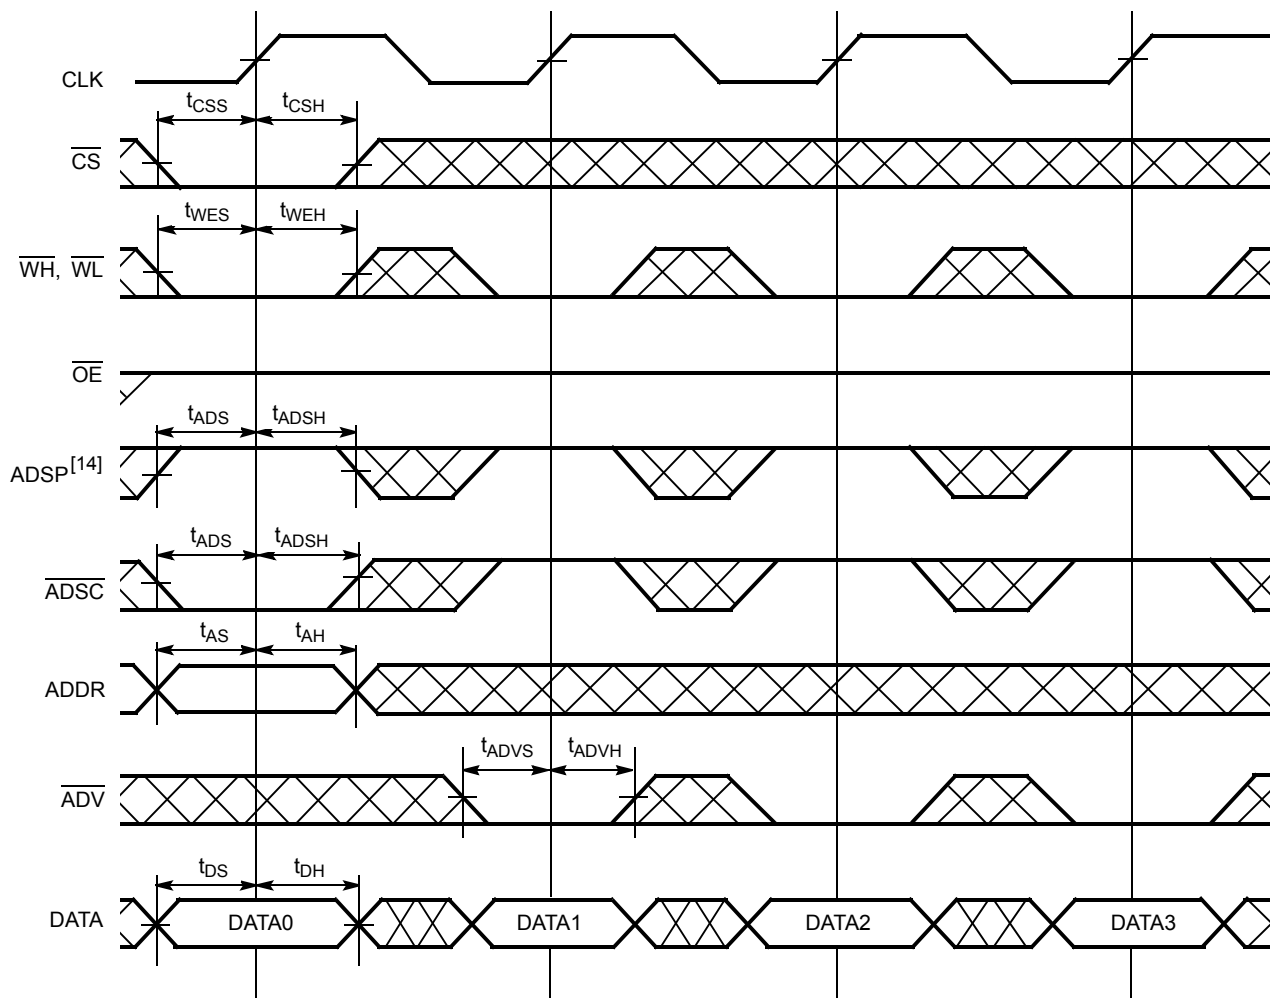 CLK
tCSS tCSH
CS
tWES tWEH
WH, WL
OE
tADS tADSH
ADSP[14]
tADS tADSH
ADSC
tAS tAH
ADDR
tADVS tADVH
ADV
tDS tDH
DATA DATA0 DATA1 DATA2 DATA3